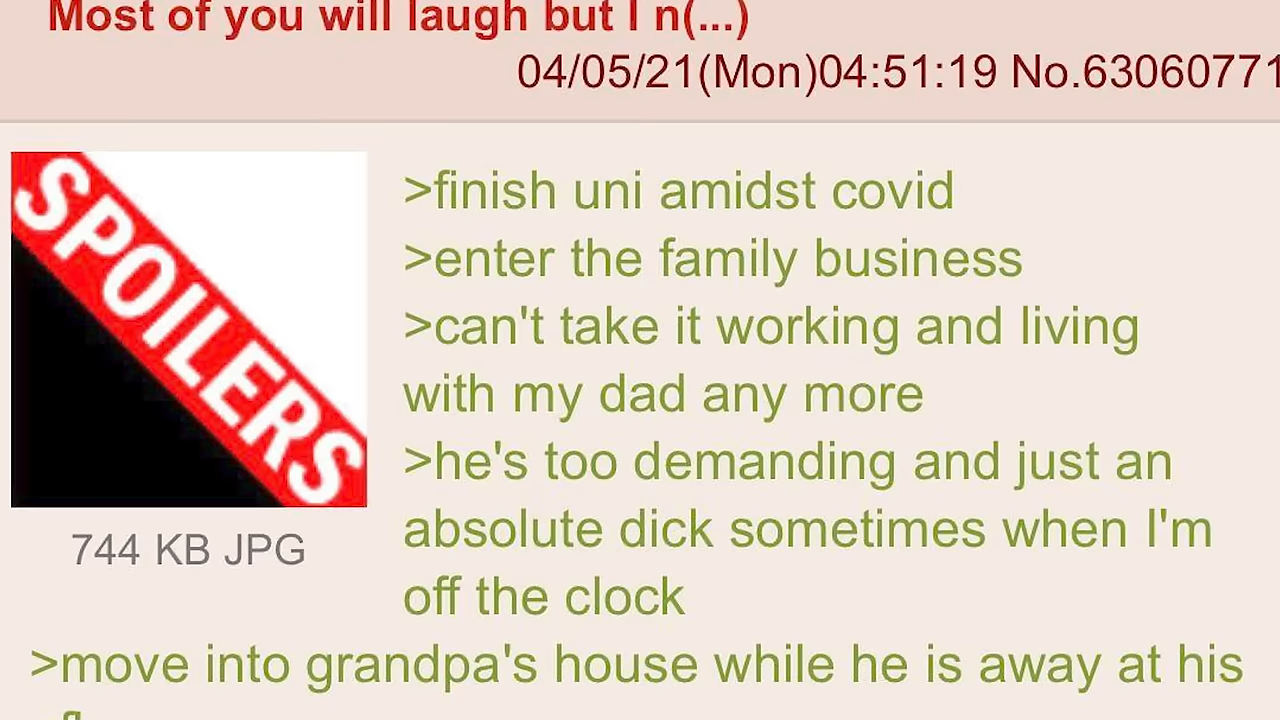 Most of you will laugh but I n(...)
04/05/21(Mon)04:51:19 No.63060771
SPOILERS
744 KB JPG
>finish uni amidst covid
>enter the family business
>can't take it working and living
with my dad any more
>he's too demanding and just an
absolute dick sometimes when I'm
off the clock
>move into grandpa's house while he is away at his